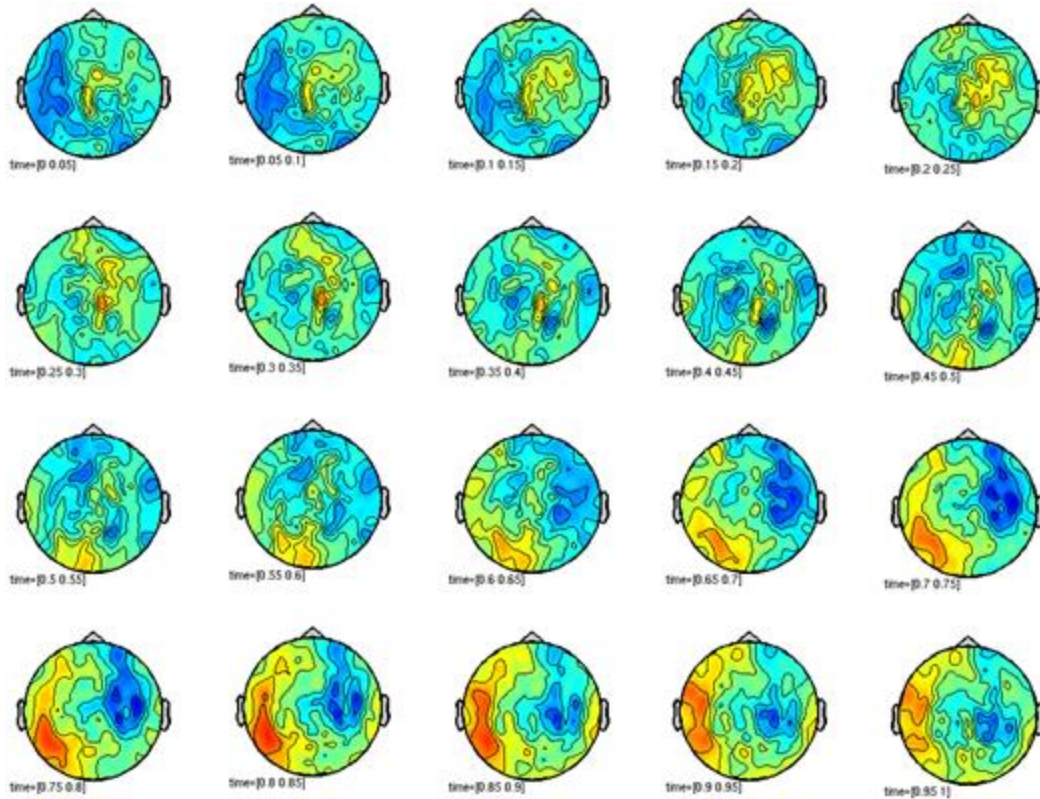 time=[0 0.05]
time=[0.05 0.1]
time=[0.1 0.15]
time=[0.15 0.2]
time=[0.2 0.25]
time=[0.25 0.3]
time=[0.3 0.35]
time=[0.35 0.4]
time=[0.4 0.45]
time=[0.45 0.5]
time=[0.5 0.55]
time=[0.55 0.6]
time=[0.6 0.65]
time=[0.65 0.7]
time=[0.7 0.75]
time=[0.75 0.8]
time=[0.8 0.85]
time=[0.85 0.9]
time=[0.9 0.95]
time=[0.95 1]